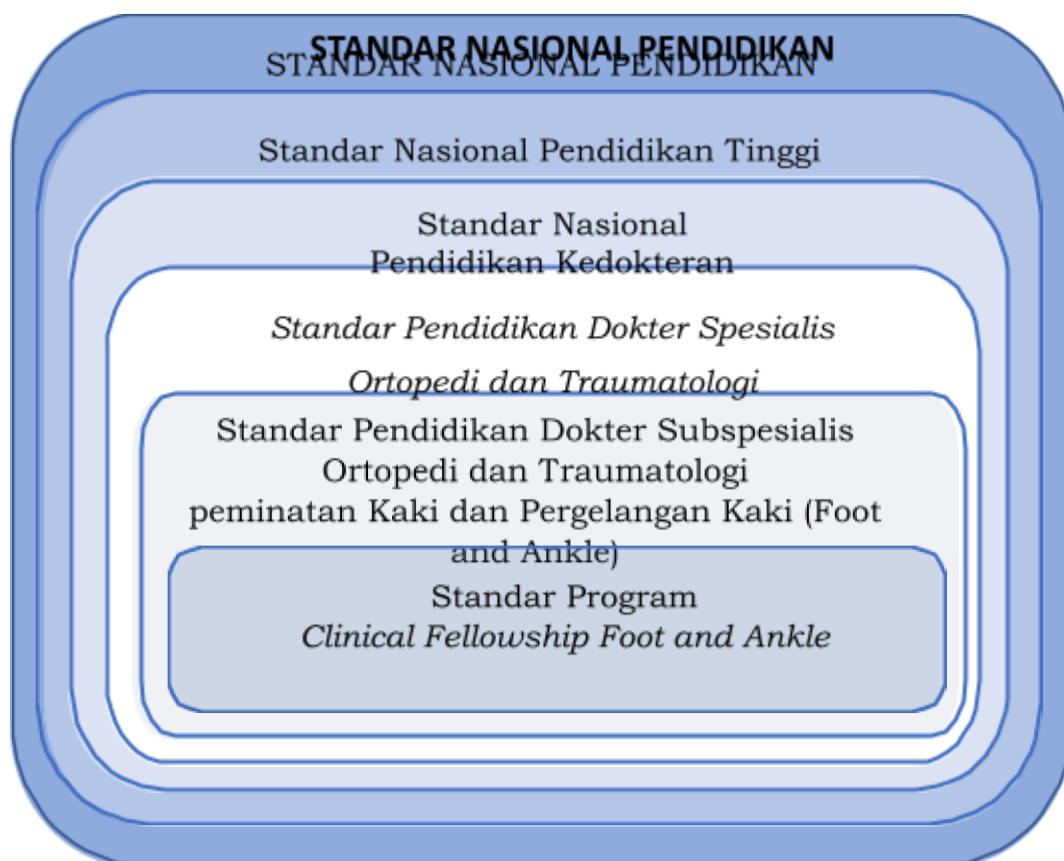 STANDAR NASIONAL PENDIDIKAN
STANDAR NASIONAL PENDIDIKAN
Standar Nasional Pendidikan Tinggi
Standar Nasional
Pendidikan Kedokteran
Standar Pendidikan Dokter Spesialis
Ortopedi dan Traumatologi
Standar Pendidikan Dokter Subspesialis
Ortopedi dan Traumatologi
peminatan Kaki dan Pergelangan Kaki (Foot
and Ankle)
Standar Program
Clinical Fellowship Foot and Ankle